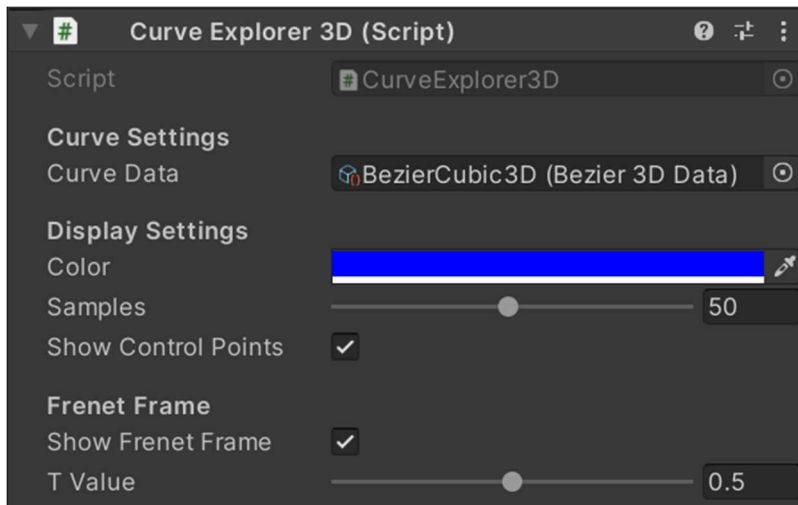 Curve Explorer 3D (Script)
Script CurveExplorer3D
Curve Settings
Curve Data BezierCubic3D (Bezier 3D Data)
Display Settings
Color
Samples 50
Show Control Points
Frenet Frame
Show Frenet Frame
T Value 0.5